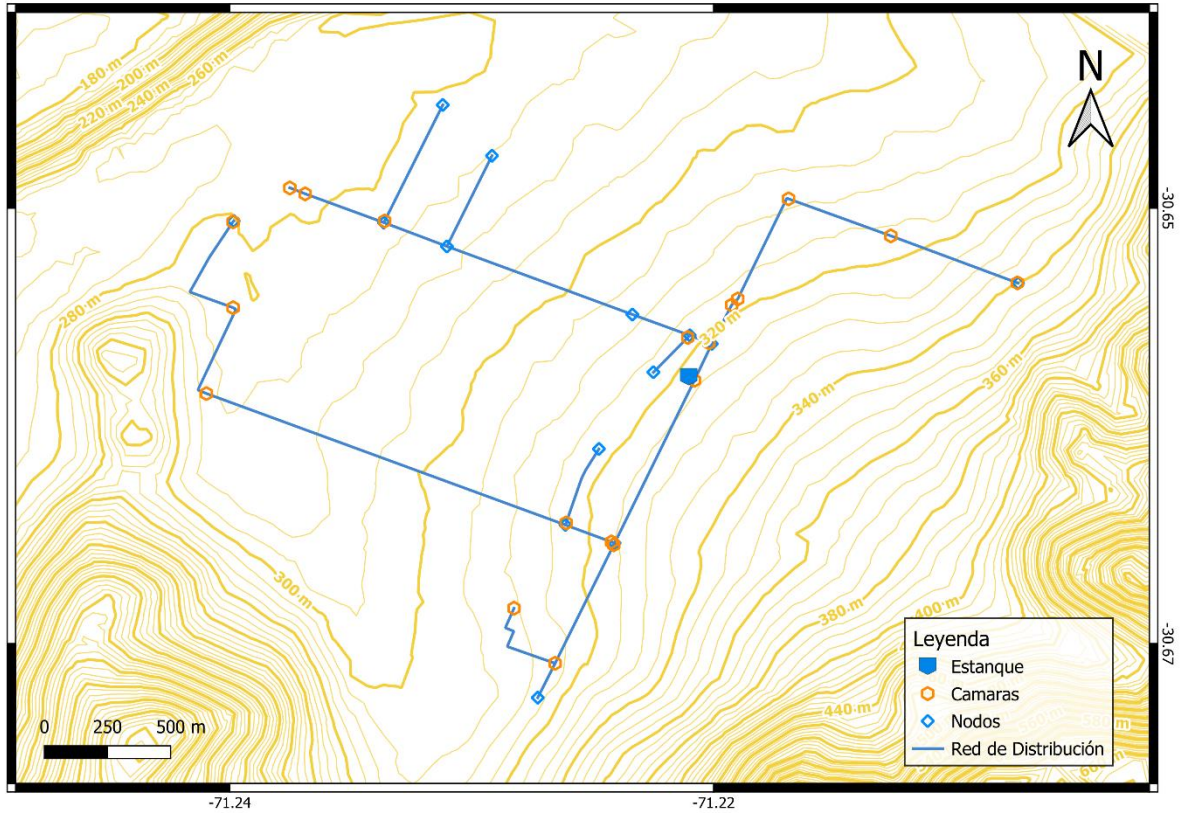 180 m
200 m
260 m
220 m
240 m
N
-30.65
280 m
320 m
360 m
340 m
300 m
380 m
400 m
440 m
-30.67
Leyenda
Estanque
Camaras
Nodos
Red de Distribución
0 250 500 m
-71.24
-71.22